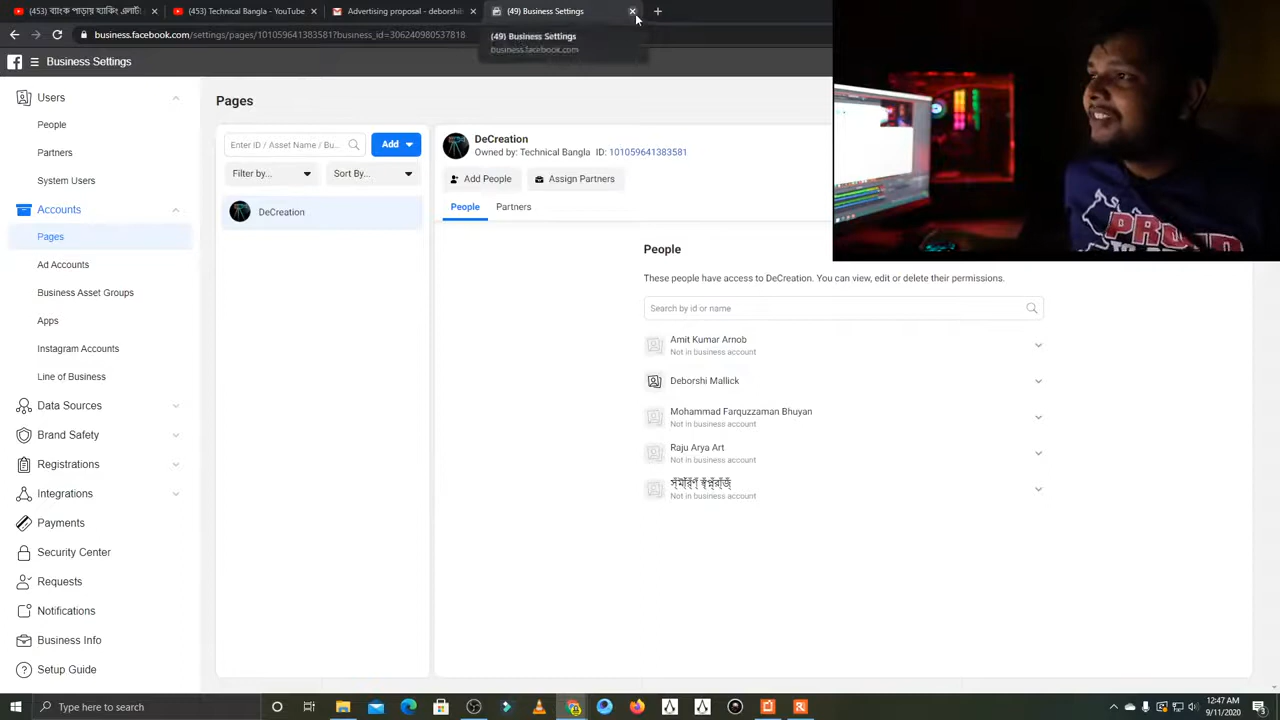 (453) ব্যাংক পাড়ায় হ্যাকিং এলার্ট!
(453) Technical Bangla - YouTube
Advertising proposal - deborshi
(49) Business Settings
business.facebook.com/settings/pages/101059641383581?business_id=306240980537818
(49) Business Settings
business.facebook.com
Business Settings
Users
People
Partners
System Users
Accounts
Pages
Ad Accounts
Business Asset Groups
Apps
Instagram Accounts
Line of Business
Data Sources
Brand Safety
Registrations
Integrations
Payments
Security Center
Requests
Notifications
Business Info
Setup Guide
Pages
Enter ID / Asset Name / Bu...
Add
Filter by...
Sort By...
DeCreation
DeCreation
Owned by: Technical Bangla ID: 101059641383581
Add People
Assign Partners
People
Partners
People
These people have access to DeCreation. You can view, edit or delete their permissions.
Search by id or name
Amit Kumar Arnob
Not in business account
Deborshi Mallick
Mohammad Farquzzaman Bhuyan
Not in business account
Raju Arya Art
Not in business account
Not in business account
PROUD
Type here to search
12:47 AM
9/11/2020